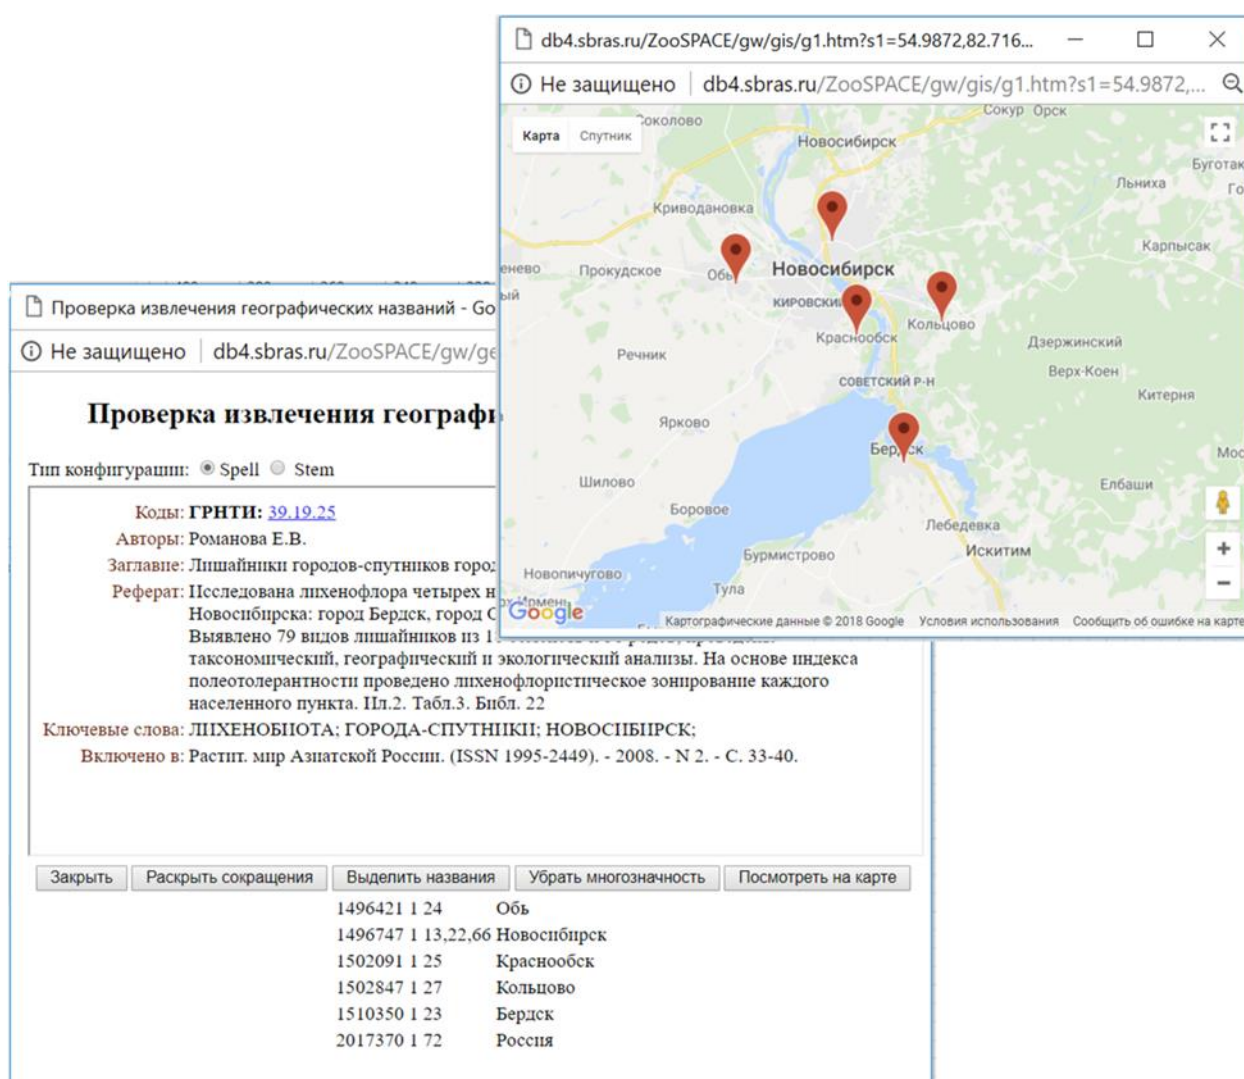 db4.sbras.ru/ZooSPACE/gw/gis/g1.htm?s1=54.9872,82.716...
Не защищено db4.sbras.ru/ZooSPACE/gw/gis/g1.htm?s1=54.9872,...
Карта Спутник
Соколово
Сокур Орск
Новосибирск
Буготак
Льниха
Криводановка
Карпысак
Прокудское
Обь
Новосибирск
КИРОВСКИЙ
Кольцово
Краснообск
Дзержинский
Речник
Верх-Коен
СОВЕТСКИЙ Р-Н
Китерня
Ярково
Бердск
Шилово
Елбаши
Боровое
Лебедевка
Бурмистрово
Искитим
Новопичугово
Тула
Google
Картографические данные © 2018 Google Условия использования Сообщить об ошибке на карте
Проверка извлечения географических названий - Go
Не защищено db4.sbras.ru/ZooSPACE/gw/ge
Проверка извлечения географи
Тип конфигурации: Spell Stem
Коды: ГРНТИ: 39.19.25
Авторы: Романова Е.В.
Заглавие: Лишайники городов-спутников город
Реферат: Исследована лихенофлора четырех н
Новосибирска: город Бердск, город О
Выявлено 79 видов лишайников из
таксономический, географический и экологический анализы. На основе индекса
полеотолерантности проведено лихенофлористическое зонирование каждого
населенного пункта. Ил.2. Табл.3. Библ. 22
Ключевые слова: ЛИХЕНОБИОТА; ГОРОДА-СПУТНИКИ; НОВОСИБИРСК;
Включено в: Растит. мир Азиатской России. (ISSN 1995-2449). - 2008. - N 2. - С. 33-40.
Закрыть Раскрыть сокращения Выделить названия Убрать многозначность Посмотреть на карте
1496421 1 24 Обь
1496747 1 13,22,66 Новосибирск
1502091 1 25 Краснообск
1502847 1 27 Кольцово
1510350 1 23 Бердск
2017370 1 72 Россия